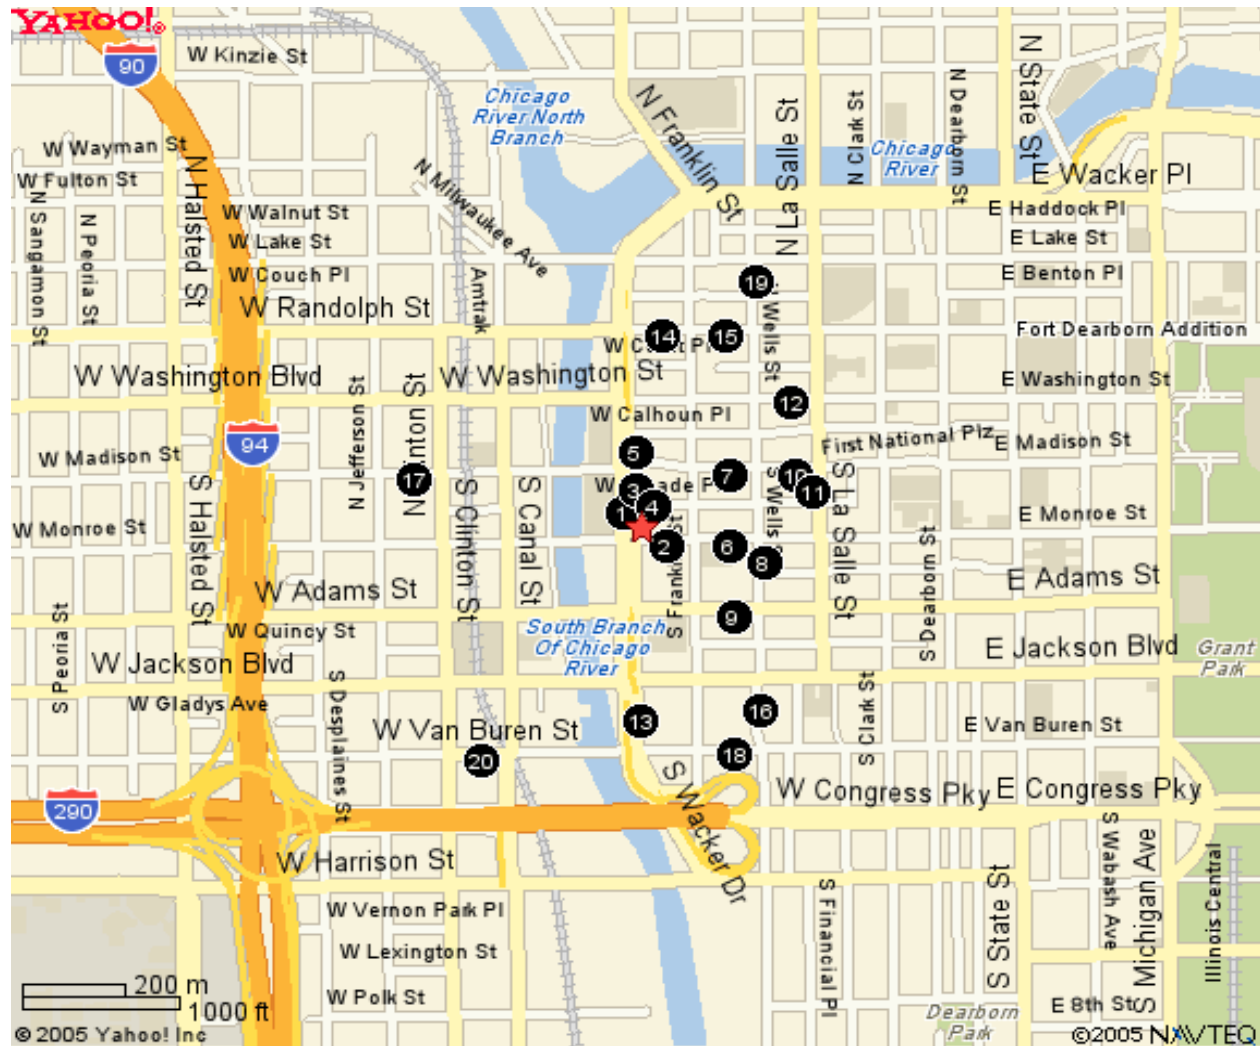 YAHOO!®
90
W Kinzie St
Chicago
River North
Branch
N Franklin St
N La Salle St
N Clark St
Chicago
River
N Dearborn St
N State St
W Wayman St
W Fulton St
N Sangamon St
N Peoria St
N Halsted St
W Walnut St
W Lake St
W Couch Pl
W Randolph St
N Milwaukee Ave
Amtrak
E Wacker Pl
E Haddock Pl
E Lake St
E Benton Pl
Fort Dearborn Addition
19
14
15
Wells St
W Washington Blvd
W Washington St
E Washington St
N Jefferson St
12
W Calhoun Pl
First National Plz
E Madison St
W Madison St
94
17
5
3
4
1
2
7
10
11
6
8
9
S Halsted St
S Clinton St
S Canal St
S Wells
S La Salle St
W Monroe St
E Monroe St
W Adams St
E Adams St
S Dearborn St
S Peoria St
W Quincy St
South Branch
Of Chicago
River
W Jackson Blvd
E Jackson Blvd
Grant
Park
W Gladys Ave
S Desplaines St
W Van Buren St
E Van Buren St
S Clark St
13
16
18
20
290
S Wacker Dr
W Congress Pky
E Congress Pky
W Harrison St
S Wabash Ave
S Michigan Ave
Illinois Central
S State St
S Financial Pl
W Vernon Park Pl
W Lexington St
W Polk St
E 8th St
Dearborn
Park
200 m
1000 ft
© 2005 Yahoo! Inc
©2005 NAVTEQ